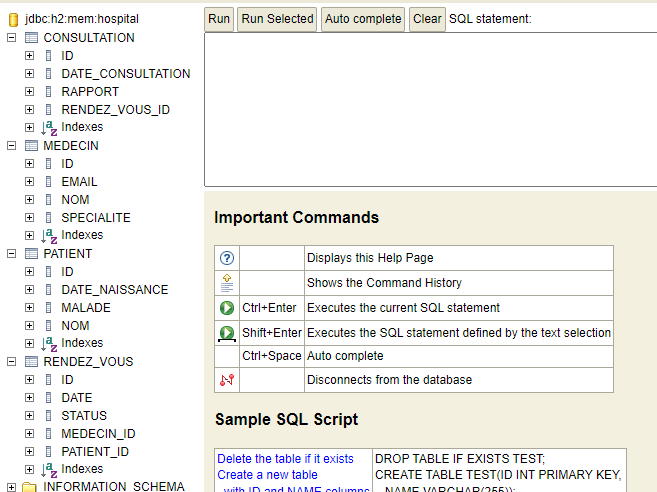 jdbc:h2:mem:hospital
CONSULTATION
ID
DATE_CONSULTATION
RAPPORT
RENDEZ_VOUS_ID
Indexes
MEDECIN
ID
EMAIL
NOM
SPECIALITE
Indexes
PATIENT
ID
DATE_NAISSANCE
MALADE
NOM
Indexes
RENDEZ_VOUS
ID
DATE
STATUS
MEDECIN_ID
PATIENT_ID
Indexes
INFORMATION_SCHEMA
Run Run Selected Auto complete Clear SQL statement:
Important Commands
Displays this Help Page
Shows the Command History
Ctrl+Enter Executes the current SQL statement
Shift+Enter Executes the SQL statement defined by the text selection
Ctrl+Space Auto complete
Disconnects from the database
Sample SQL Script
Delete the table if it exists DROP TABLE IF EXISTS TEST;
Create a new table CREATE TABLE TEST(ID INT PRIMARY KEY,
with ID and NAME columns NAME VARCHAR(255));